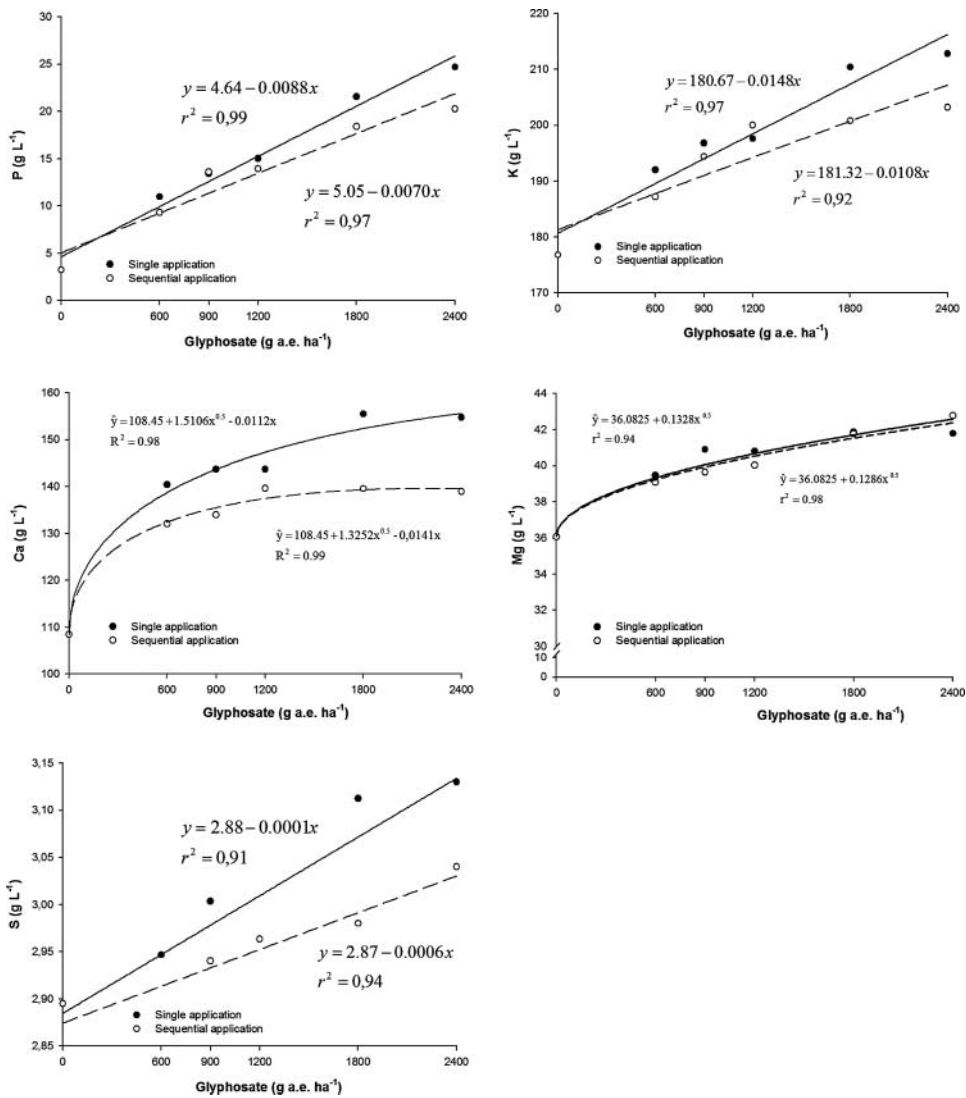 P (g L⁻¹)
30
25
20
15
10
5
0
y = 4.64 − 0.0088x
r² = 0,99
y = 5.05 − 0.0070x
r² = 0,97
Single application
Sequential application
0 600 900 1200 1800 2400
Glyphosate (g a.e. ha⁻¹)
K (g L⁻¹)
220
210
200
190
180
170
y = 180.67 − 0.0148x
r² = 0,97
y = 181.32 − 0.0108x
r² = 0,92
Single application
Sequential application
0 600 900 1200 1800 2400
Glyphosate (g a.e. ha⁻¹)
Ca (g L⁻¹)
160
150
140
130
120
110
100
ŷ = 108.45 + 1.5106x⁰·⁵ - 0.0112x
R² = 0.98
ŷ = 108.45 + 1.3252x⁰·⁵ - 0,0141x
R² = 0.99
Single application
Sequential application
0 600 900 1200 1800 2400
Glyphosate (g a.e. ha⁻¹)
Mg (g L⁻¹)
44
42
40
38
36
34
32
30
10
0
ŷ = 36.0825 + 0.1328x⁰·⁵
r² = 0.94
ŷ = 36.0825 + 0.1286x⁰·⁵
r² = 0.98
Single application
Sequential application
0 600 900 1200 1800 2400
Glyphosate (g a.e. ha⁻¹)
S (g L⁻¹)
3,15
3,10
3,05
3,00
2,95
2,90
2,85
y = 2.88 − 0.0001x
r² = 0,91
y = 2.87 − 0.0006x
r² = 0,94
Single application
Sequential application
0 600 900 1200 1800 2400
Glyphosate (g a.e. ha⁻¹)